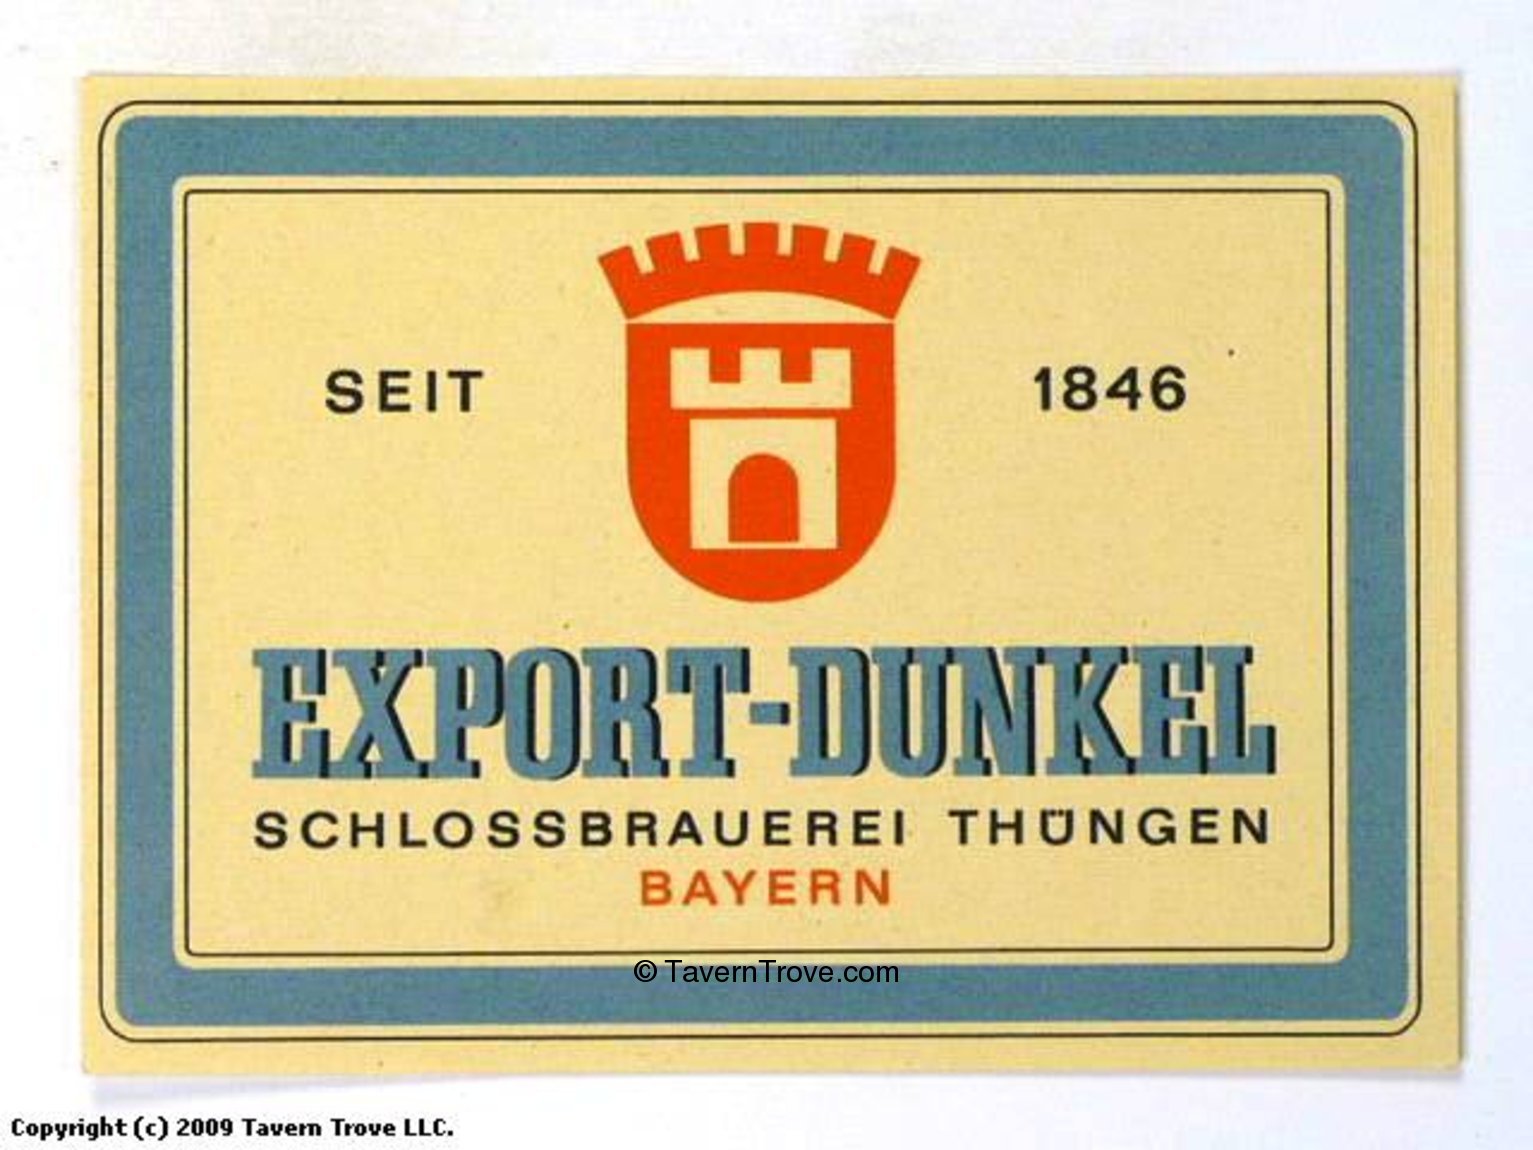 SEIT 1846
EXPORT-DUNKEL
SCHLOSSBRAUEREI THÜNGEN
BAYERN
© TavernTrove.com
Copyright (c) 2009 Tavern Trove LLC.